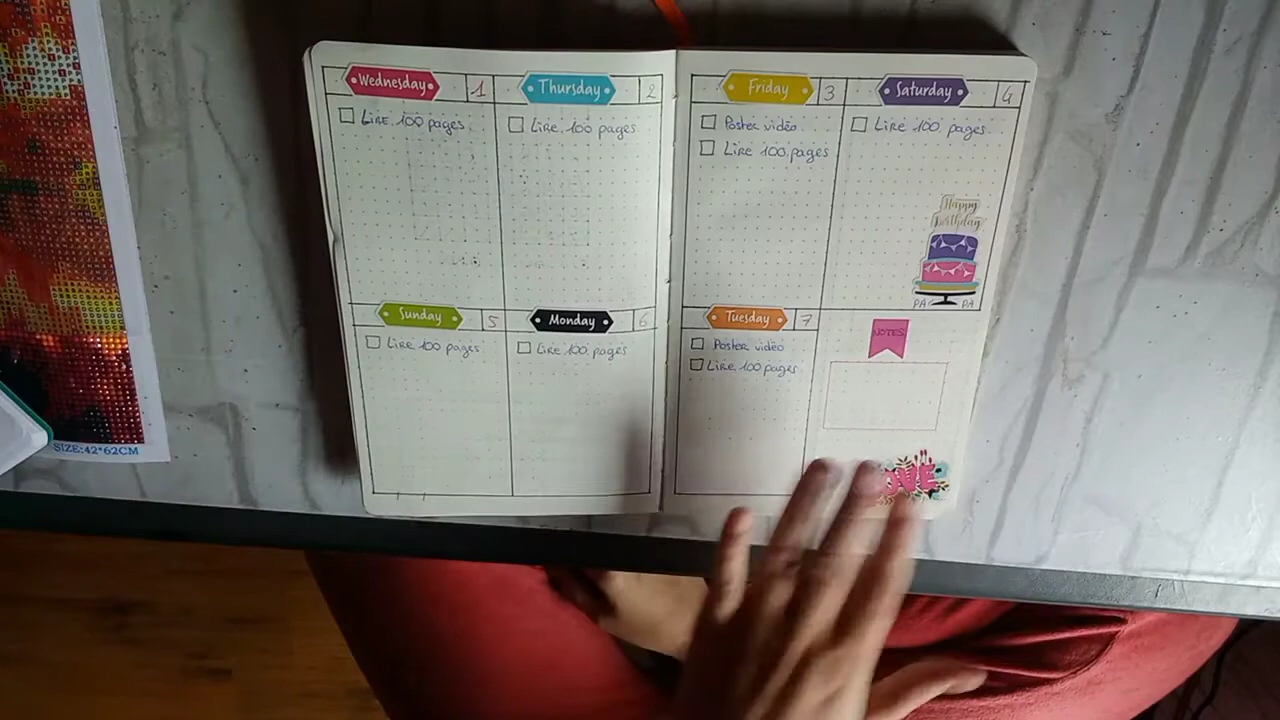 Wednesday 1
Lire 100 pages
Thursday 2
Lire 100 pages
Friday 3
Poster vidéo
Lire 100 pages
Saturday 4
Lire 100 pages
Happy
Birthday
PA PA
Sunday 5
Lire 100 pages
Monday 6
Lire 100 pages
Tuesday 7
Poster vidéo
Lire 100 pages
NOTES
OVE
SIZE:42*62CM